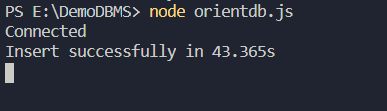 PS E:\DemoDBMS> node orientdb.js
Connected
Insert successfully in 43.365s